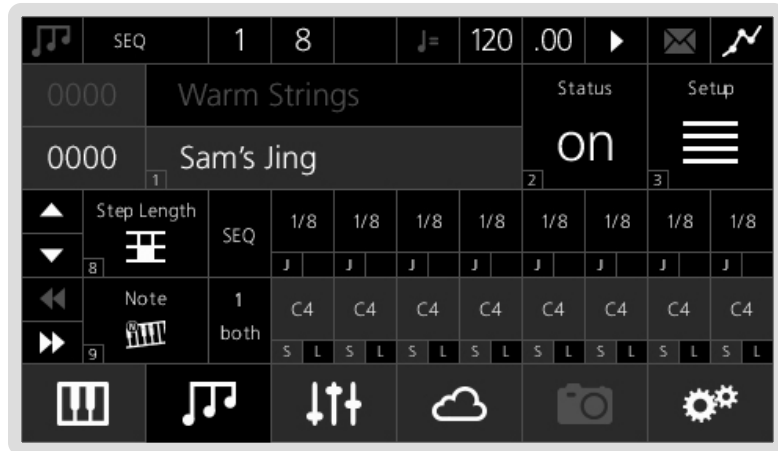 SEQ 1 8 ♩= 120 .00
0000 Warm Strings Status Setup
0000 1 Sam's Jing 2 on 3
Step Length SEQ 1/8 1/8 1/8 1/8 1/8 1/8 1/8 1/8
8 J J J J J J J J
Note 1 C4 C4 C4 C4 C4 C4 C4 C4
N both
9 S L S L S L S L S L S L S L S L